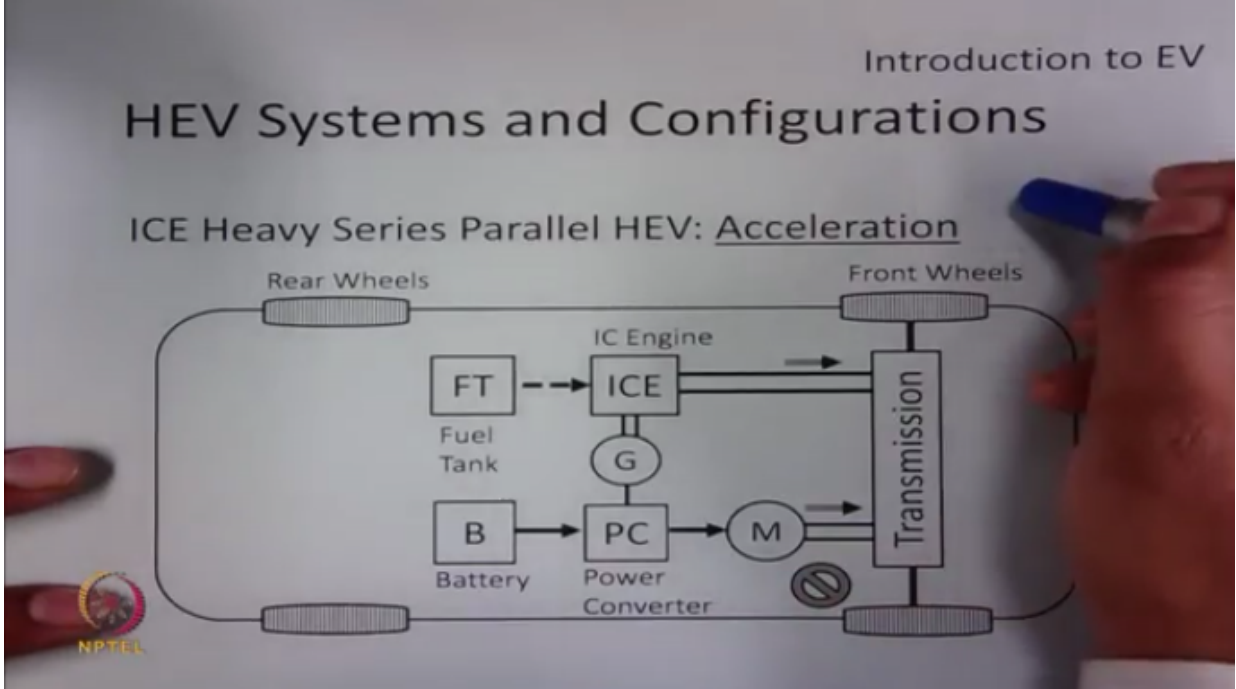 Introduction to EV
HEV Systems and Configurations
ICE Heavy Series Parallel HEV: Acceleration
Rear Wheels
Front Wheels
IC Engine
FT
ICE
Fuel
Tank
G
Transmission
B
PC
M
Battery
Power
Converter
NPTEL